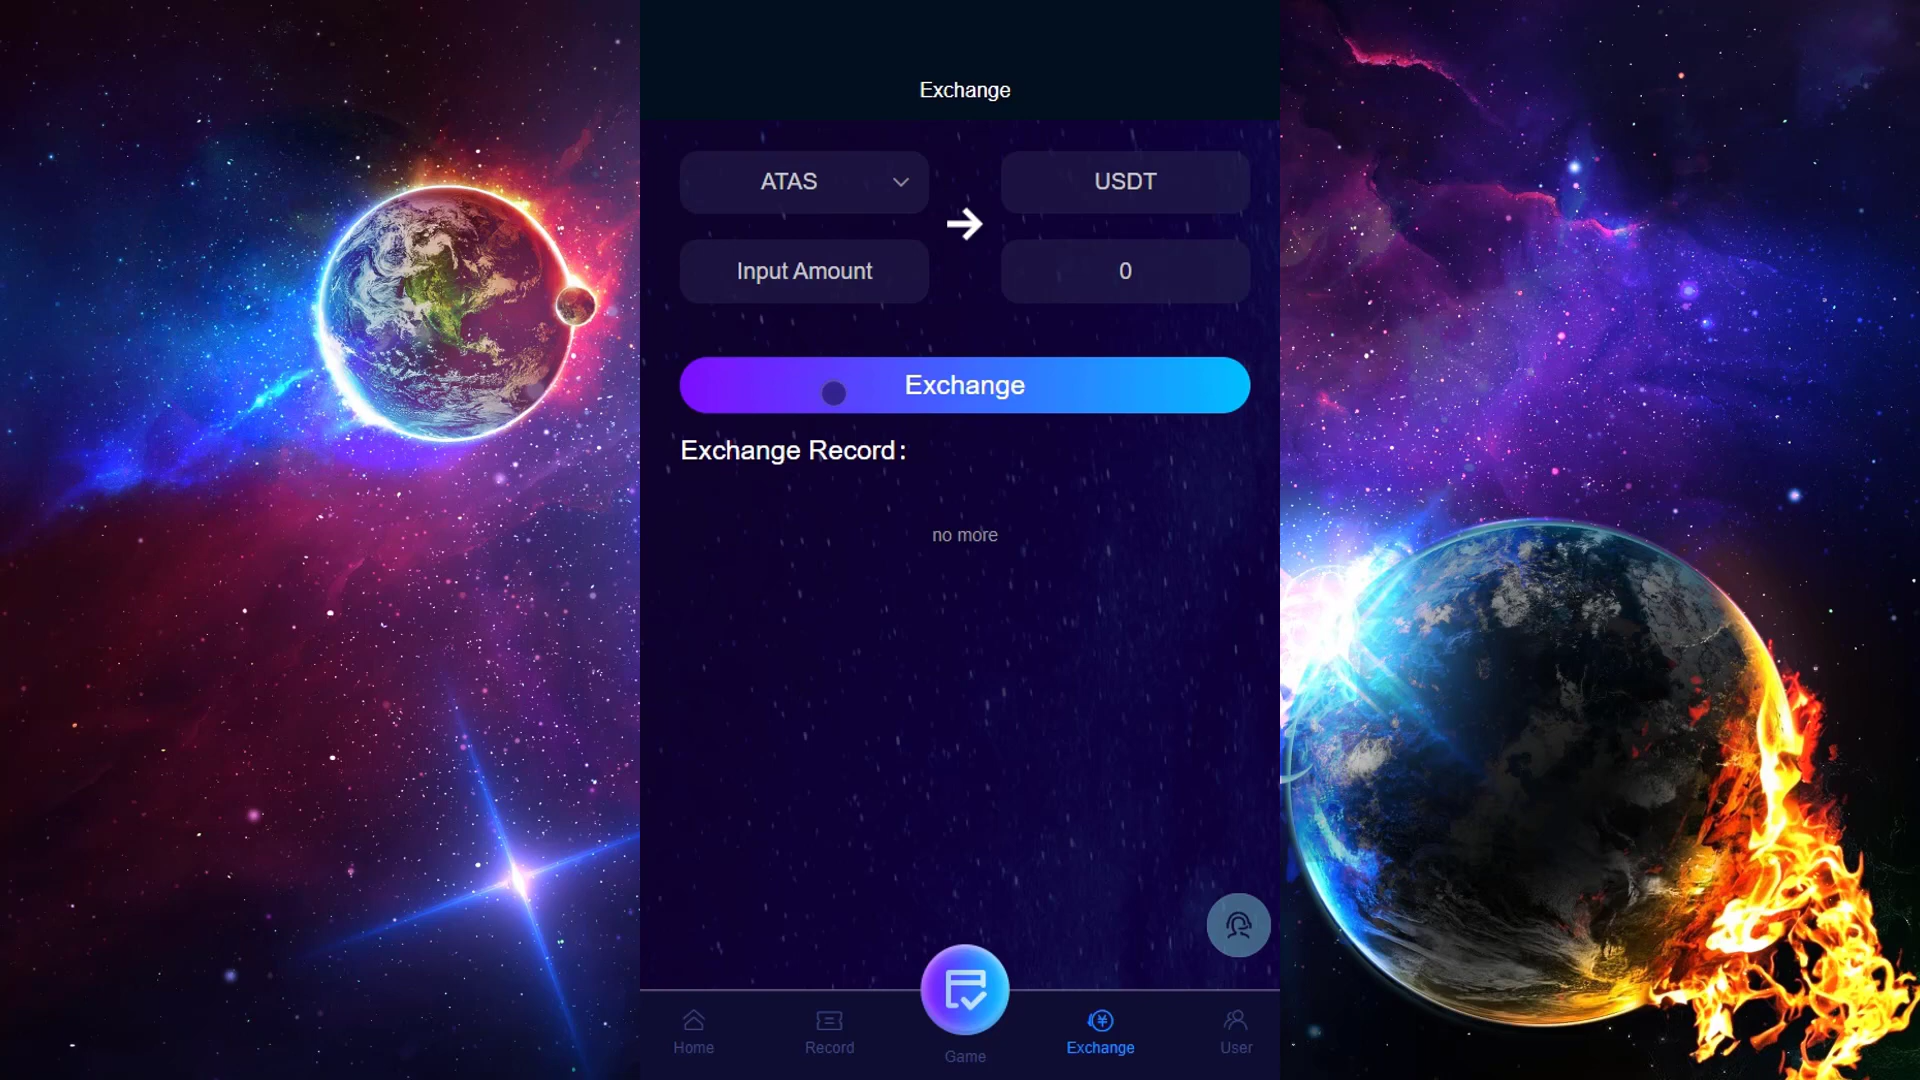 Exchange
ATAS
USDT
Input Amount
0
Exchange
Exchange Record:
no more
Home
Record
Game
Exchange
User